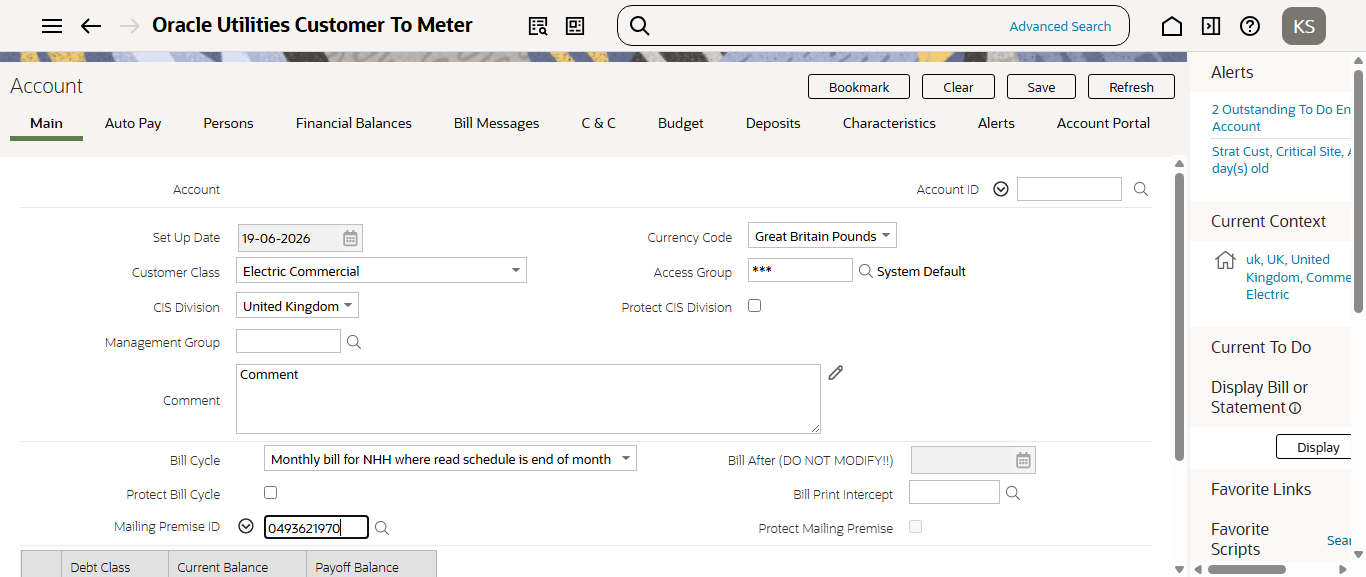 Oracle Utilities Customer To Meter
Advanced Search
KS
Account
Bookmark Clear Save Refresh
Main Auto Pay Persons Financial Balances Bill Messages C & C Budget Deposits Characteristics Alerts Account Portal
Account Account ID
Set Up Date 19-06-2026 Currency Code Great Britain Pounds
Customer Class Electric Commercial Access Group *** System Default
CIS Division United Kingdom Protect CIS Division
Management Group
Comment Comment
Bill Cycle Monthly bill for NHH where read schedule is end of month Bill After (DO NOT MODIFY!!)
Protect Bill Cycle Bill Print Intercept
Mailing Premise ID 0493621970 Protect Mailing Premise
Debt Class Current Balance Payoff Balance
Alerts
2 Outstanding To Do En
Account
Strat Cust, Critical Site, A
day(s) old
Current Context
uk, UK, United
Kingdom, Comme
Electric
Current To Do
Display Bill or
Statement
Display
Favorite Links
Favorite
Scripts
Sear